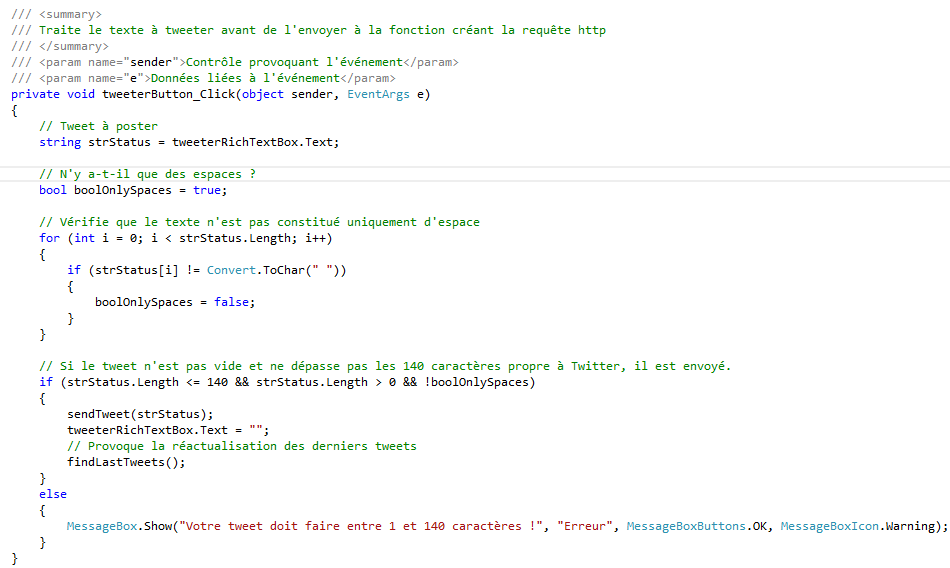 /// <summary>
/// Traite le texte à tweeter avant de l'envoyer à la fonction créant la requête http
/// </summary>
/// <param name="sender">Contrôle provoquant l'événement</param>
/// <param name="e">Données liées à l'événement</param>
private void tweeterButton_Click(object sender, EventArgs e)
{
    // Tweet à poster
    string strStatus = tweeterRichTextBox.Text;

    // N'y a-t-il que des espaces ?
    bool boolOnlySpaces = true;

    // Vérifie que le texte n'est pas constitué uniquement d'espace
    for (int i = 0; i < strStatus.Length; i++)
    {
        if (strStatus[i] != Convert.ToChar(" "))
        {
            boolOnlySpaces = false;
        }
    }

    // Si le tweet n'est pas vide et ne dépasse pas les 140 caractères propre à Twitter, il est envoyé.
    if (strStatus.Length <= 140 && strStatus.Length > 0 && !boolOnlySpaces)
    {
        sendTweet(strStatus);
        tweeterRichTextBox.Text = "";
        // Provoque la réactualisation des derniers tweets
        findLastTweets();
    }
    else
    {
        MessageBox.Show("Votre tweet doit faire entre 1 et 140 caractères !", "Erreur", MessageBoxButtons.OK, MessageBoxIcon.Warning);
    }
}